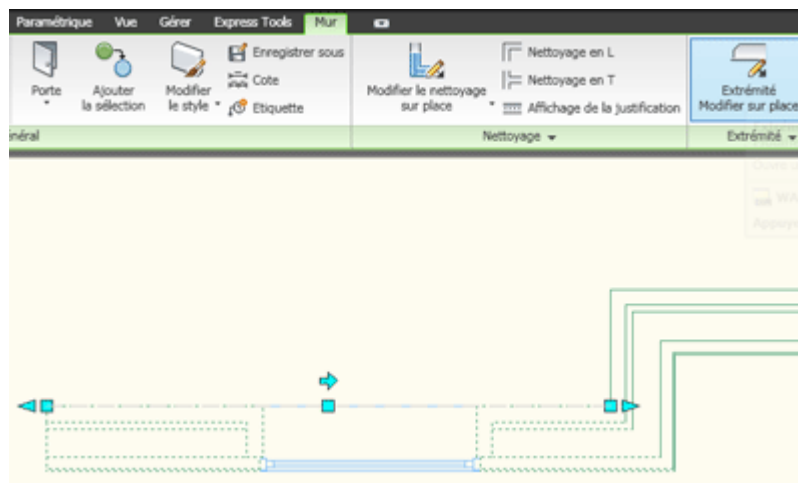 Paramétrique Vue Gérer Express Tools Mur
Porte
Ajouter
la sélection
Modifier
le style
Enregistrer sous
Cote
Etiquette
Modifier le nettoyage
sur place
Nettoyage en L
Nettoyage en T
Affichage de la justification
Extrémité
Modifier sur place
néral
Nettoyage
Extrémité